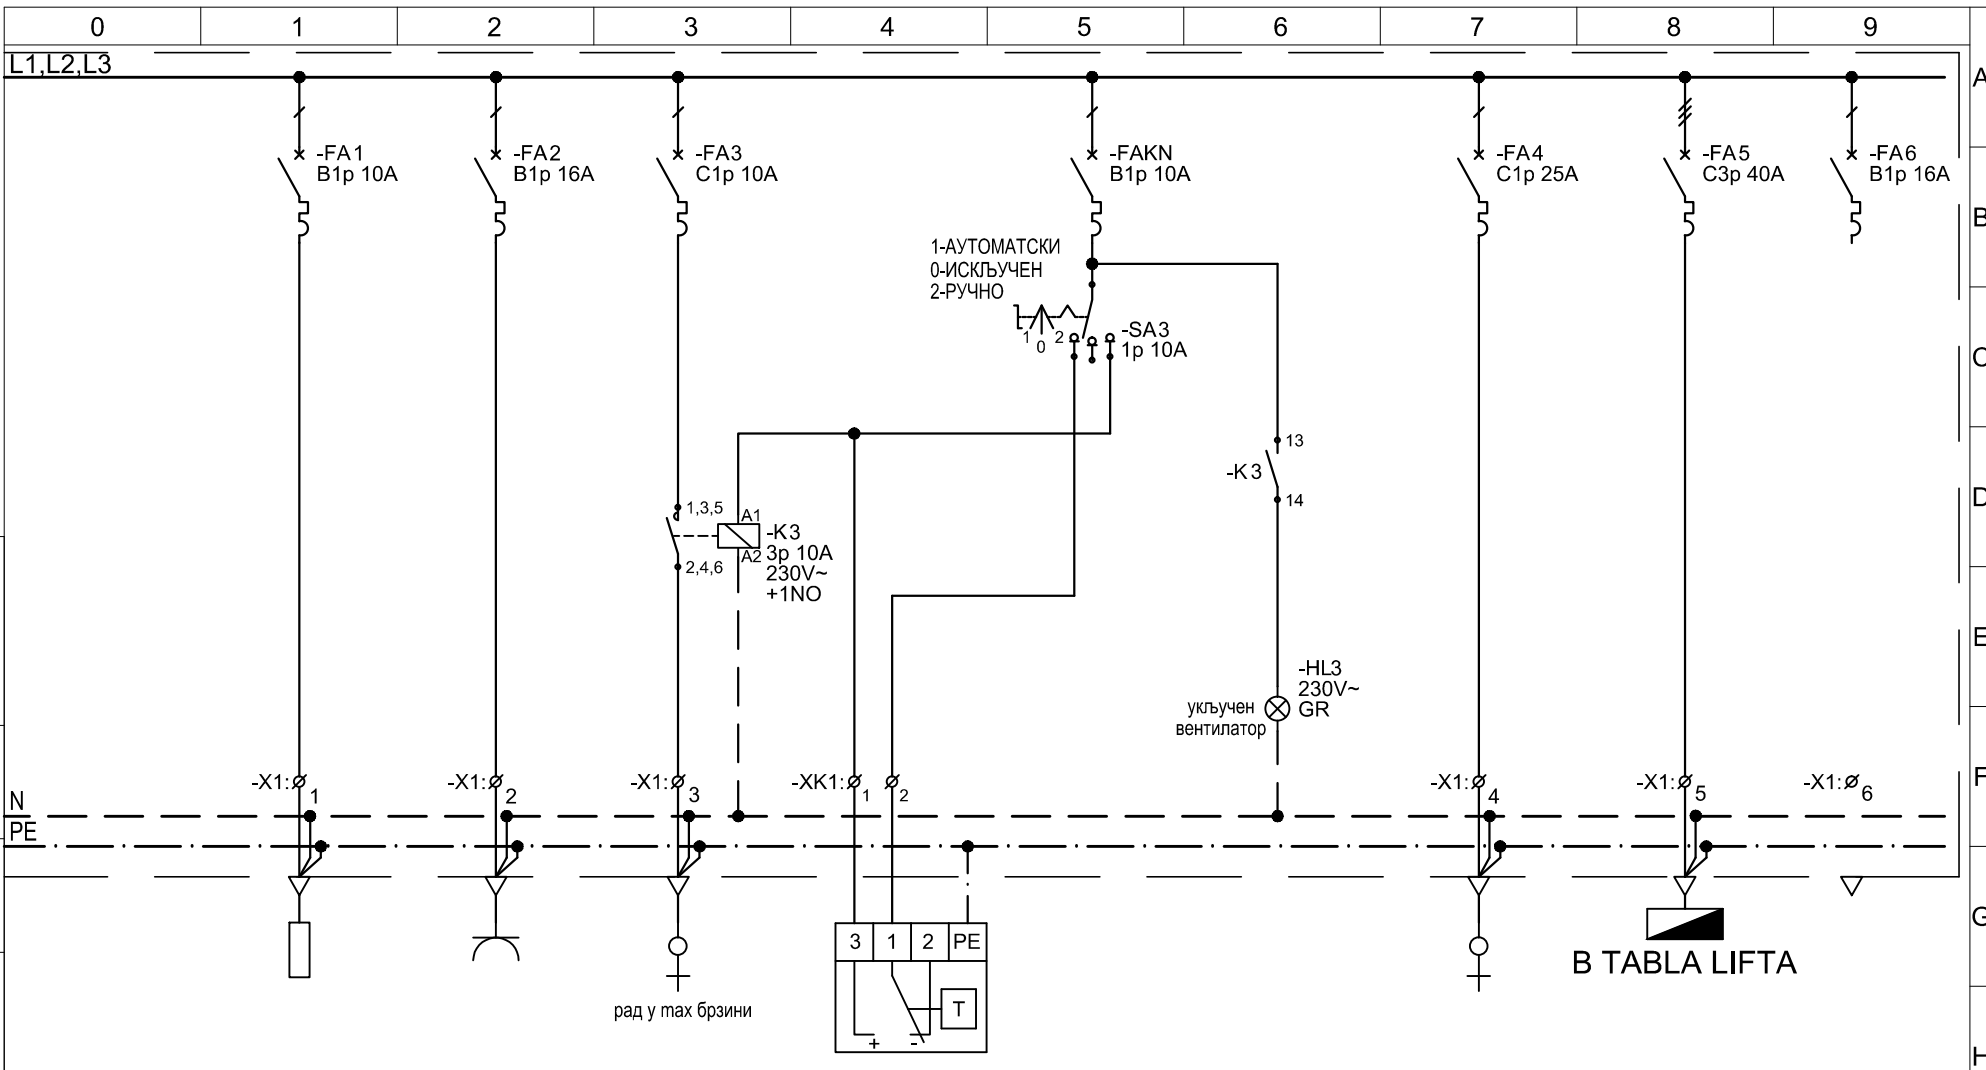 0 1 2 3 4 5 6 7 8 9
L1,L2,L3
A
-FA1
B1p 10A
-FA2
B1p 16A
-FA3
C1p 10A
-FAKN
B1p 10A
-FA4
C1p 25A
-FA5
C3p 40A
-FA6
B1p 16A
B
1-АУТОМАТСКИ
0-ИСКЉУЧЕН
2-РУЧНО
1 0 2
-SA3
1p 10A
C
13
-K3
14
D
1,3,5
2,4,6
A1
A2
-K3
3p 10A
230V~
+1NO
E
-HL3
230V~
GR
укључен
вентилатор
-X1: 1
-X1: 2
-X1: 3
-XK1: 1 2
-X1: 4
-X1: 5
-X1: 6
F
N
PE
G
3 1 2 PE
T
+ -
рад у max брзини
B TABLA LIFTA
H